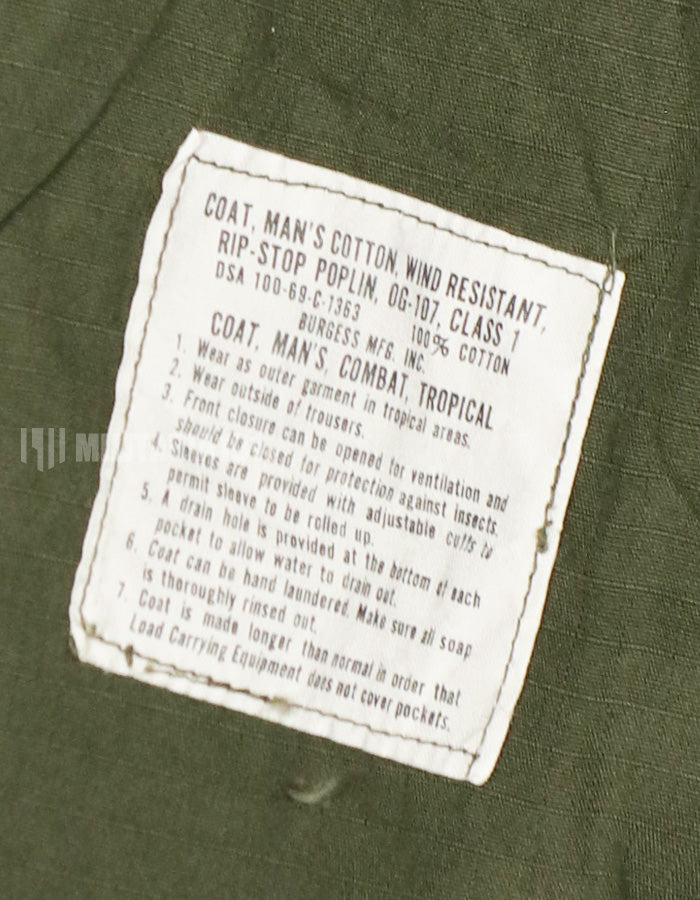 COAT, MAN'S COTTON, WIND RESISTANT,
RIP-STOP POPLIN, OG-107, CLASS 1
DSA 100-69-C-1363 100% COTTON
BURGESS MFG. INC.
COAT, MAN'S, COMBAT, TROPICAL
1. Wear as outer garment in tropical areas.
2. Wear outside of trousers.
3. Front closure can be opened for ventilation and
should be closed for protection against insects.
4. Sleeves are provided with adjustable cuffs to
permit sleeve to be rolled up.
5. A drain hole is provided at the bottom of each
pocket to allow water to drain out.
6. Coat can be hand laundered. Make sure all soap
is thoroughly rinsed out.
7. Coat is made longer than normal in order that
Load Carrying Equipment does not cover pockets.